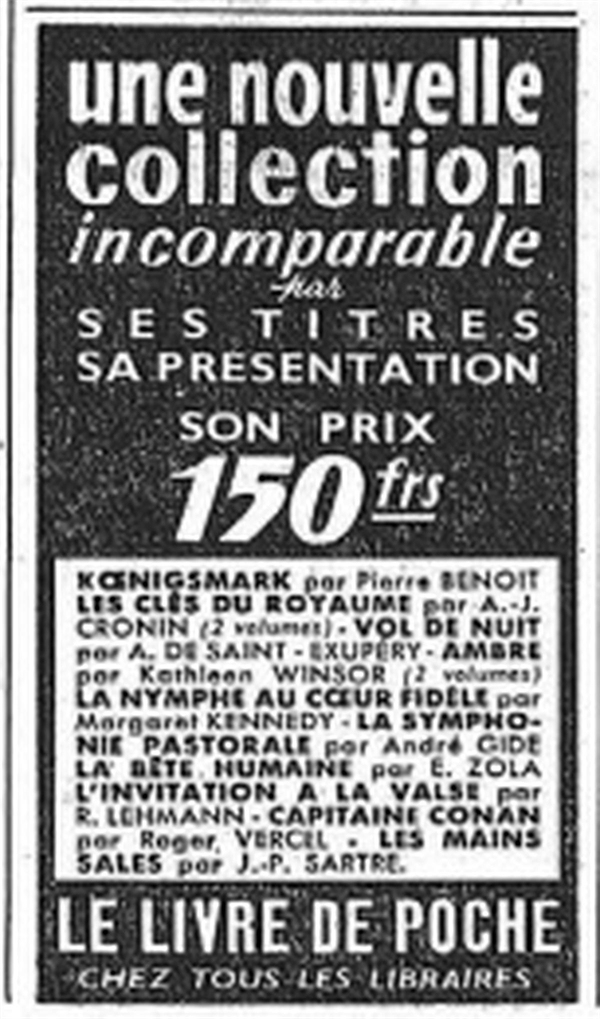 une nouvelle
collection
incomparable
par
SES TITRES
SA PRESENTATION
SON PRIX
150 frs
KŒNIGSMARK par Pierre BENOIT
LES CLÉS DU ROYAUME par A.-J.
CRONIN (2 volumes) - VOL DE NUIT
par A. DE SAINT-EXUPÉRY - AMBRE
par Kathleen WINSOR (2 volumes)
LA NYMPHE AU CŒUR FIDÈLE par
Margaret KENNEDY - LA SYMPHO-
NIE PASTORALE par André GIDE
LA BÊTE HUMAINE par E. ZOLA
L'INVITATION A LA VALSE par
R. LEHMANN - CAPITAINE CONAN
par Roger VERCEL - LES MAINS
SALES par J.-P. SARTRE.
LE LIVRE DE POCHE
CHEZ TOUS LES LIBRAIRES